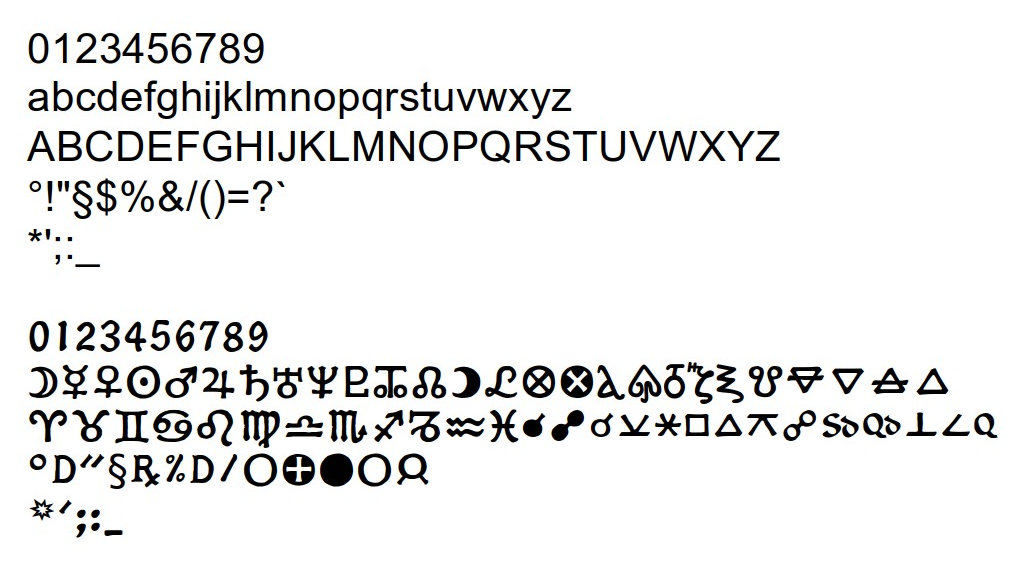 0123456789
abcdefghijklmnopqrstuvwxyz
ABCDEFGHIJKLMNOPQRSTUVWXYZ
°!"§$%&/()=?`
*';:_
0123456789
☽☿♀☉♂♃♄♅♆♇
♈♉♊♋♌♍♎♏♐♑♒♓
°D″§℞%D/
′;:_